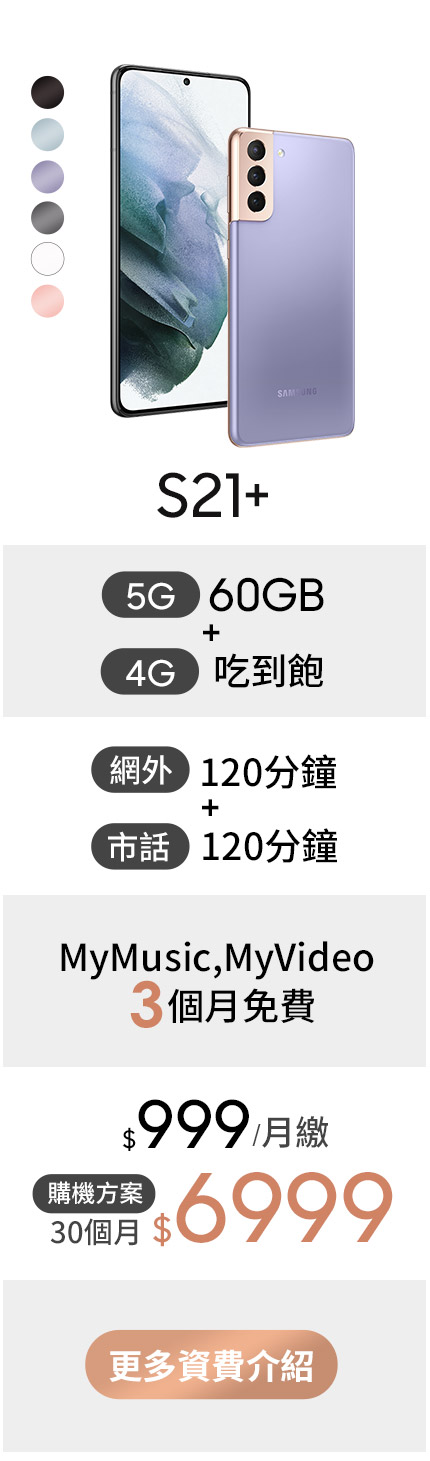 SAMSUNG
S21+
5G 60GB
+
4G 吃到飽
網外 120分鐘
+
市話 120分鐘
MyMusic,MyVideo
3個月免費
$999/月繳
購機方案
30個月 $6999
更多資費介紹